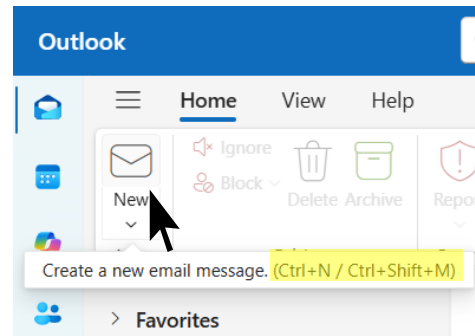 Outlook
Home View Help
Ignore
Block
New
Delete Archive
Create a new email message. (Ctrl+N / Ctrl+Shift+M)
Favorites